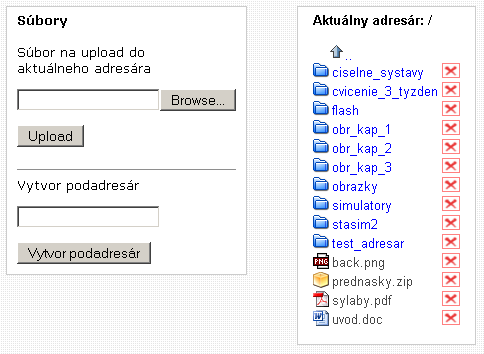 Súbory
Súbor na upload do
aktuálneho adresára
Browse...
Upload
Vytvor podadresár
Vytvor podadresár
Aktuálny adresár: /
..
ciselne_systavy
cvicenie_3_tyzden
flash
obr_kap_1
obr_kap_2
obr_kap_3
obrazky
simulatory
stasim2
test_adresar
PNG back.png
prednasky.zip
sylaby.pdf
uvod.doc